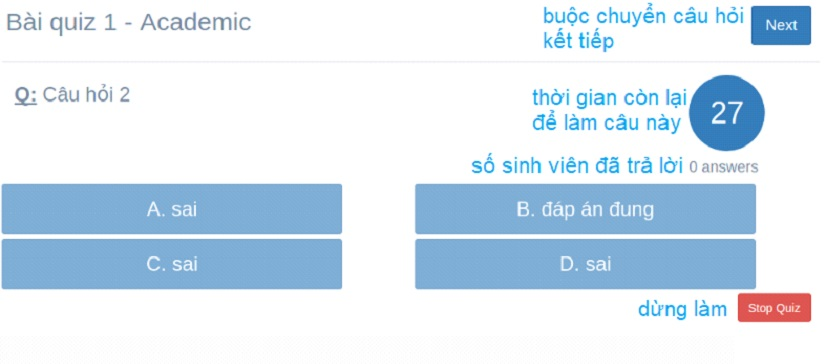 Bài quiz 1 - Academic
buộc chuyển câu hỏi
kết tiếp
Next
Q: Câu hỏi 2
thời gian còn lại
để làm câu này
27
số sinh viên đã trả lời 0 answers
A. sai
B. đáp án đung
C. sai
D. sai
dừng làm
Stop Quiz